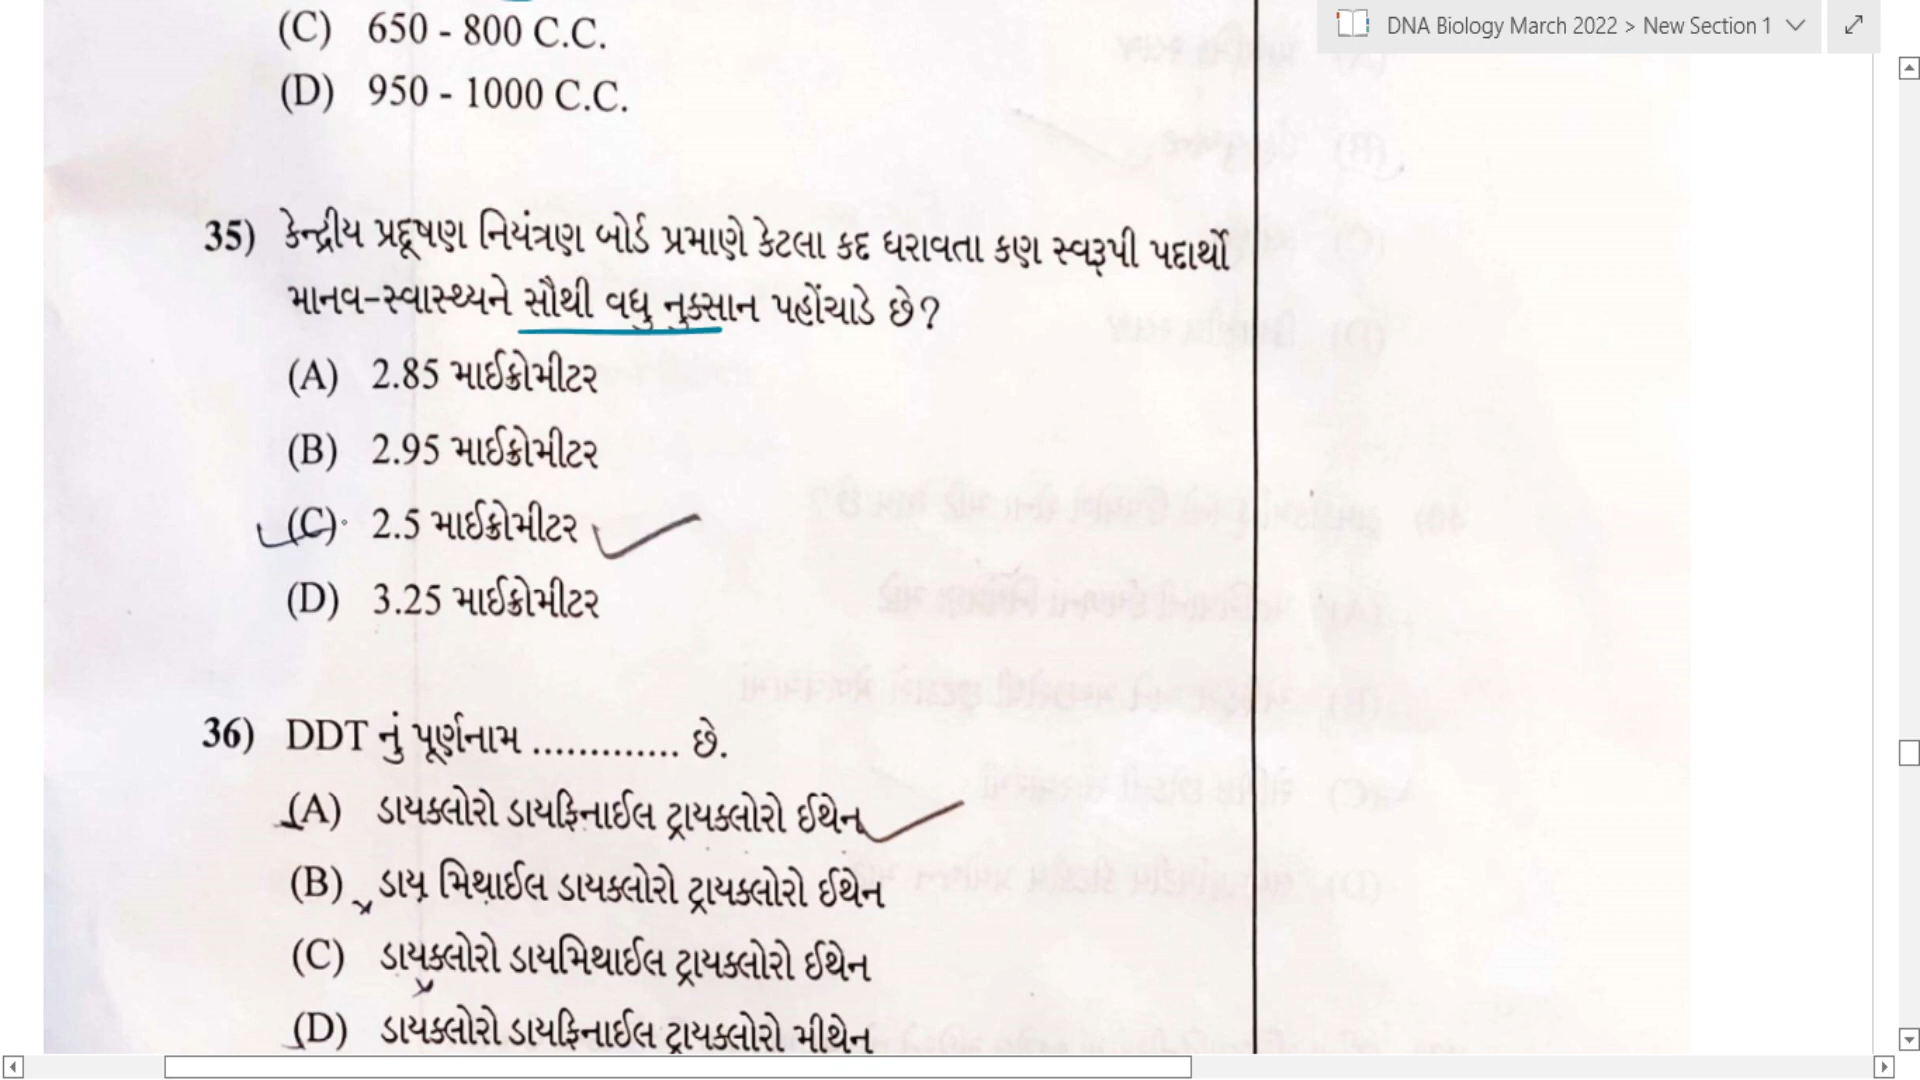 (C) 650 - 800 C.C.
DNA Biology March 2022 > New Section 1
(D) 950 - 1000 C.C.
35) કેન્દ્રીય પ્રદૂષણ નિયંત્રણ બોર્ડ પ્રમાણે કેટલા કદ ધરાવતા કણ સ્વરૂપી પદાર્થો
માનવ-સ્વાસ્થ્યને સૌથી વધુ નુકસાન પહોંચાડે છે?
(A) 2.85 માઈક્રોમીટર
(B) 2.95 માઈક્રોમીટર
(C) 2.5 માઈક્રોમીટર
(D) 3.25 માઈક્રોમીટર
36) DDT નું પૂર્ણનામ ............. છે.
(A) ડાયક્લોરો ડાયફિનાઈલ ટ્રાયક્લોરો ઈથેન
(B) ડાય મિથાઈલ ડાયક્લોરો ટ્રાયક્લોરો ઈથેન
(C) ડાયક્લોરો ડાયમિથાઈલ ટ્રાયક્લોરો ઈથેન
(D) ડાયક્લોરો ડાયફિનાઈલ ટ્રાયક્લોરો મીથેન